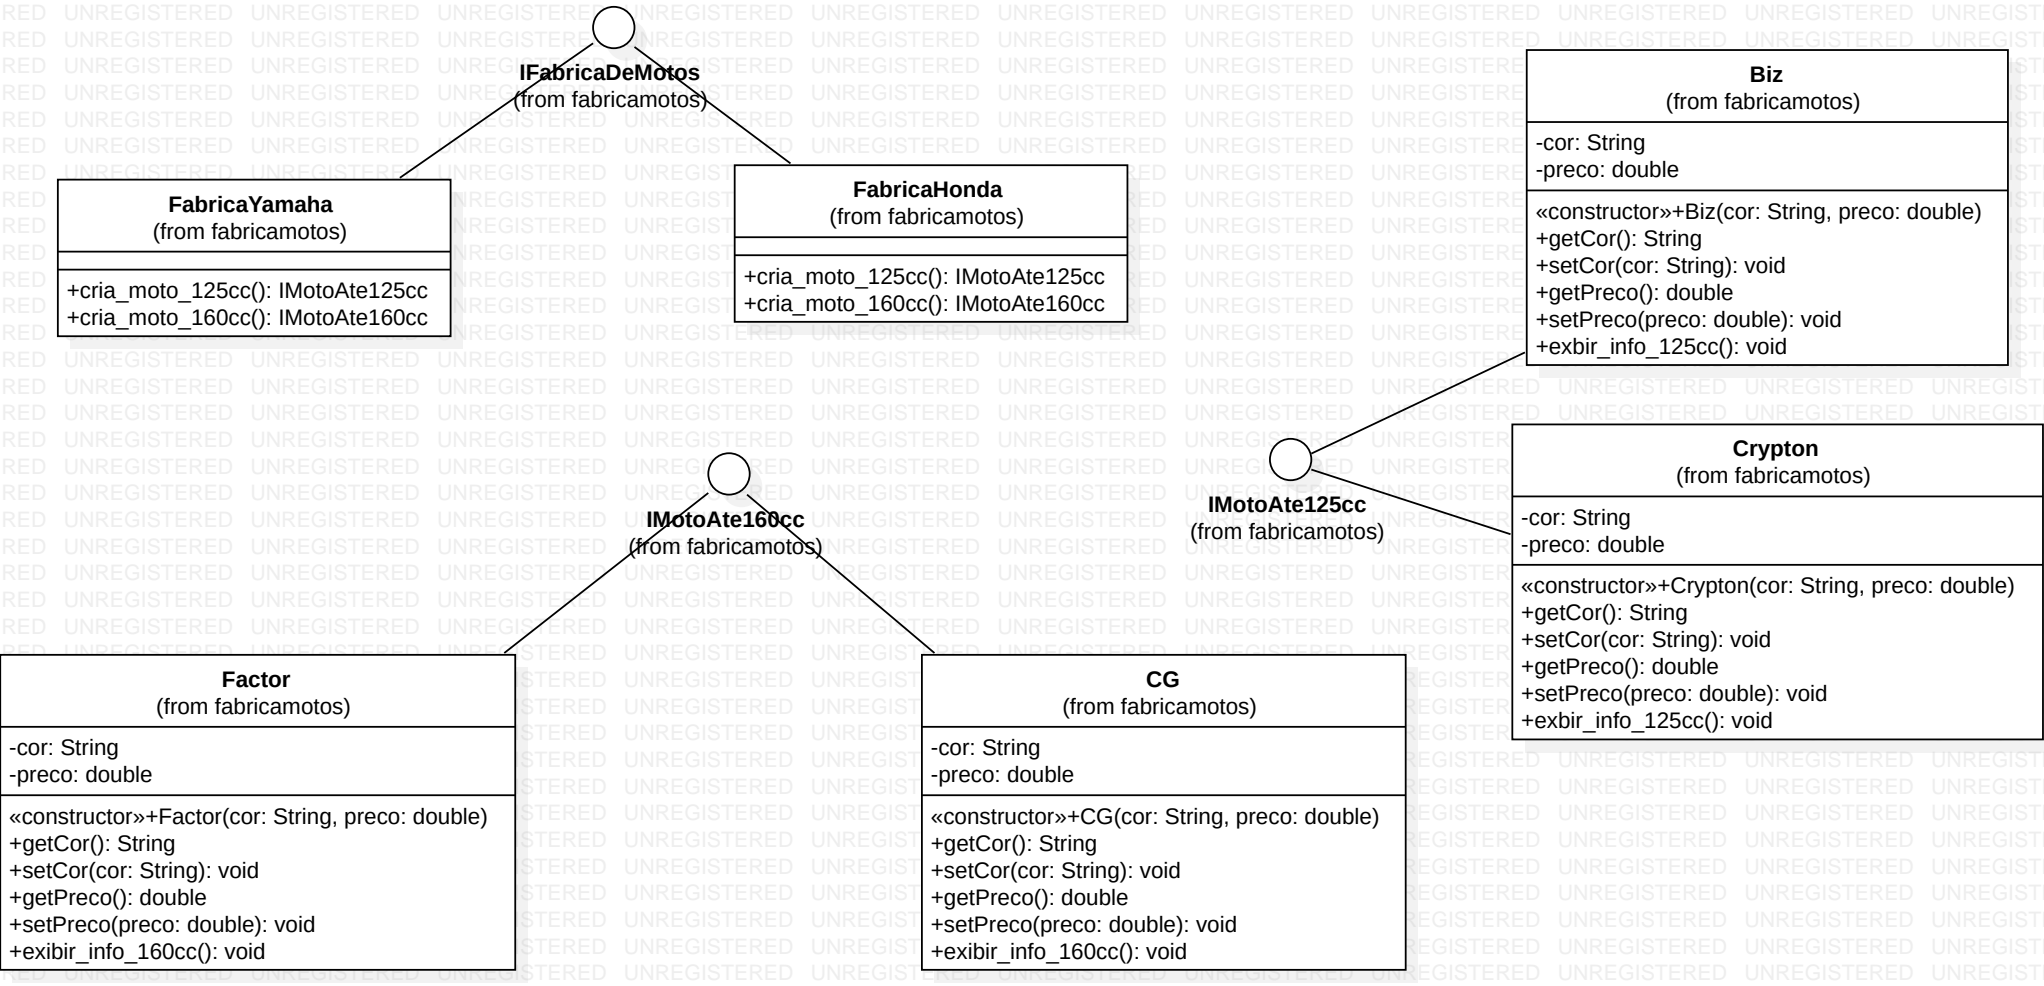 IFabricaDeMotos
(from fabricamotos)
FabricaYamaha
(from fabricamotos)
+cria_moto_125cc(): IMotoAte125cc
+cria_moto_160cc(): IMotoAte160cc
FabricaHonda
(from fabricamotos)
+cria_moto_125cc(): IMotoAte125cc
+cria_moto_160cc(): IMotoAte160cc
Biz
(from fabricamotos)
-cor: String
-preco: double
«constructor»+Biz(cor: String, preco: double)
+getCor(): String
+setCor(cor: String): void
+getPreco(): double
+setPreco(preco: double): void
+exbir_info_125cc(): void
IMotoAte160cc
(from fabricamotos)
IMotoAte125cc
(from fabricamotos)
Crypton
(from fabricamotos)
-cor: String
-preco: double
«constructor»+Crypton(cor: String, preco: double)
+getCor(): String
+setCor(cor: String): void
+getPreco(): double
+setPreco(preco: double): void
+exbir_info_125cc(): void
Factor
(from fabricamotos)
-cor: String
-preco: double
«constructor»+Factor(cor: String, preco: double)
+getCor(): String
+setCor(cor: String): void
+getPreco(): double
+setPreco(preco: double): void
+exibir_info_160cc(): void
CG
(from fabricamotos)
-cor: String
-preco: double
«constructor»+CG(cor: String, preco: double)
+getCor(): String
+setCor(cor: String): void
+getPreco(): double
+setPreco(preco: double): void
+exibir_info_160cc(): void
UNREGISTERED